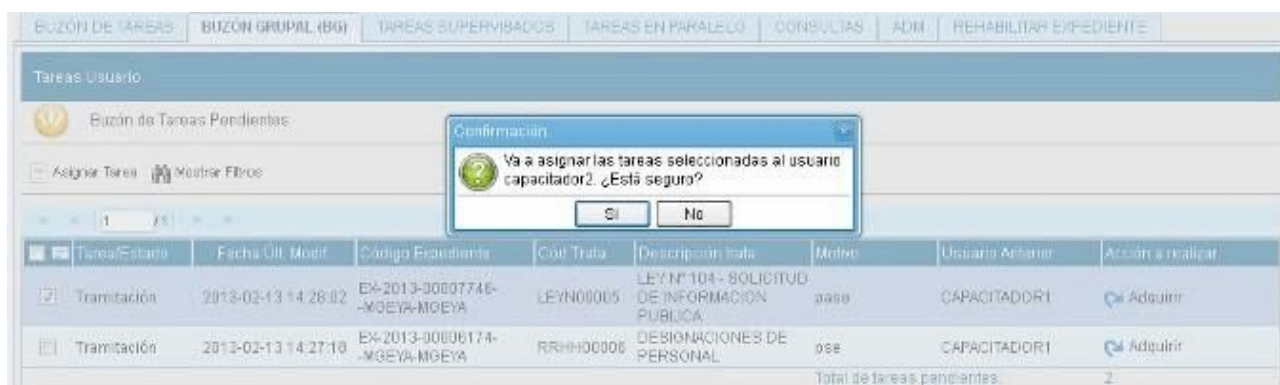 BUZÓN DE TAREAS BUZÓN GRUPAL (BG) TAREAS SUPERVISADOS TAREAS EN PARALELO CONSULTAS ADM REHABILITAR EXPEDIENTE
Tareas Usuario
Buzón de Tareas Pendientes
Confirmación
Va a asignar las tareas seleccionadas al usuario
capacitador2. ¿Está seguro?
Si No
Asignar Tarea Mostrar Filtros
1 /1
Tarea/Estado Fecha Últ. Modif. Código Expediente Cód Trata Descripción trata Motivo Usuario Anterior Acción a realizar
Tramitación 2013-02-13 14:28:02 EX-2013-00007746-
-MGEYA-MGEYA LEYN00005 LEY Nº 104 - SOLICITUD
DE INFORMACION
PUBLICA pase CAPACITADOR1 Adquirir
Tramitación 2013-02-13 14:27:18 EX-2013-00006174-
-MGEYA-MGEYA RRHH00006 DESIGNACIONES DE
PERSONAL pse CAPACITADOR1 Adquirir
Total de tareas pendientes 2